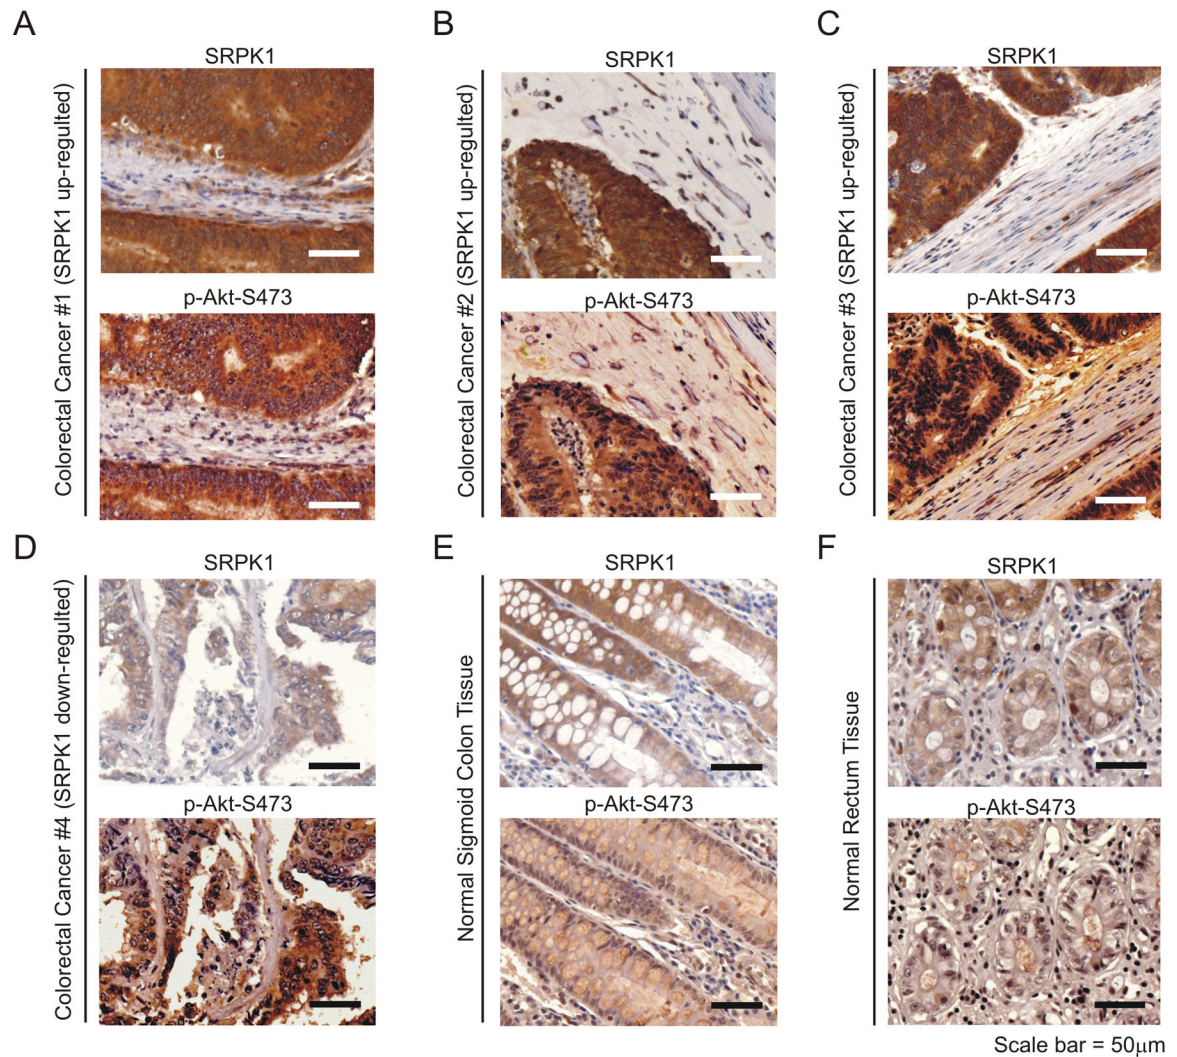 A
B
C
SRPK1
SRPK1
SRPK1
Colorectal Cancer #1 (SRPK1 up-regulted)
Colorectal Cancer #2 (SRPK1 up-regulted)
Colorectal Cancer #3 (SRPK1 up-regulted)
p-Akt-S473
p-Akt-S473
p-Akt-S473
D
E
F
SRPK1
SRPK1
SRPK1
Colorectal Cancer #4 (SRPK1 down-regulted)
Normal Sigmoid Colon Tissue
Normal Rectum Tissue
p-Akt-S473
p-Akt-S473
p-Akt-S473
Scale bar = 50μm